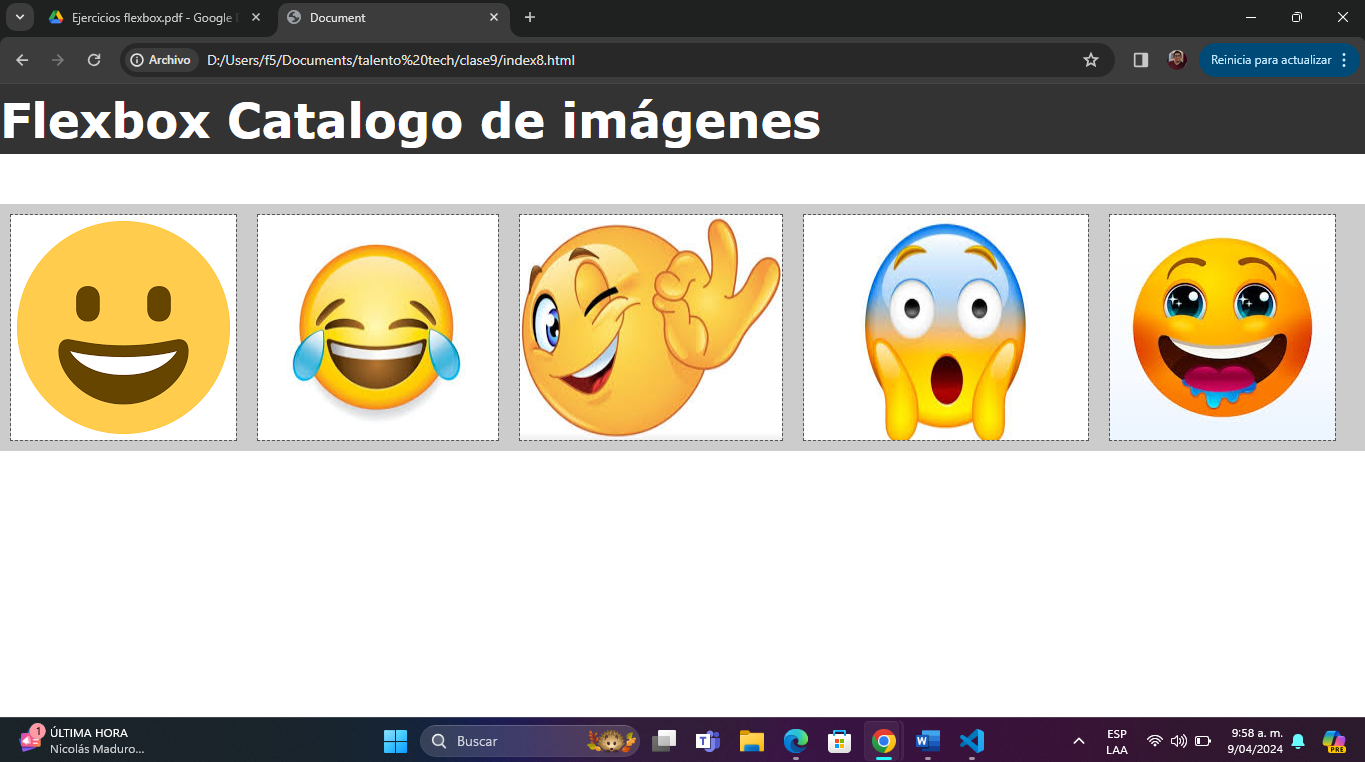 Ejercicios flexbox.pdf - Google
Document
Archivo
D:/Users/f5/Documents/talento%20tech/clase9/index8.html
Reinicia para actualizar
Flexbox Catalogo de imágenes
1
ÚLTIMA HORA
Nicolás Maduro...
Buscar
ESP
LAA
9:58 a. m.
9/04/2024
PRE